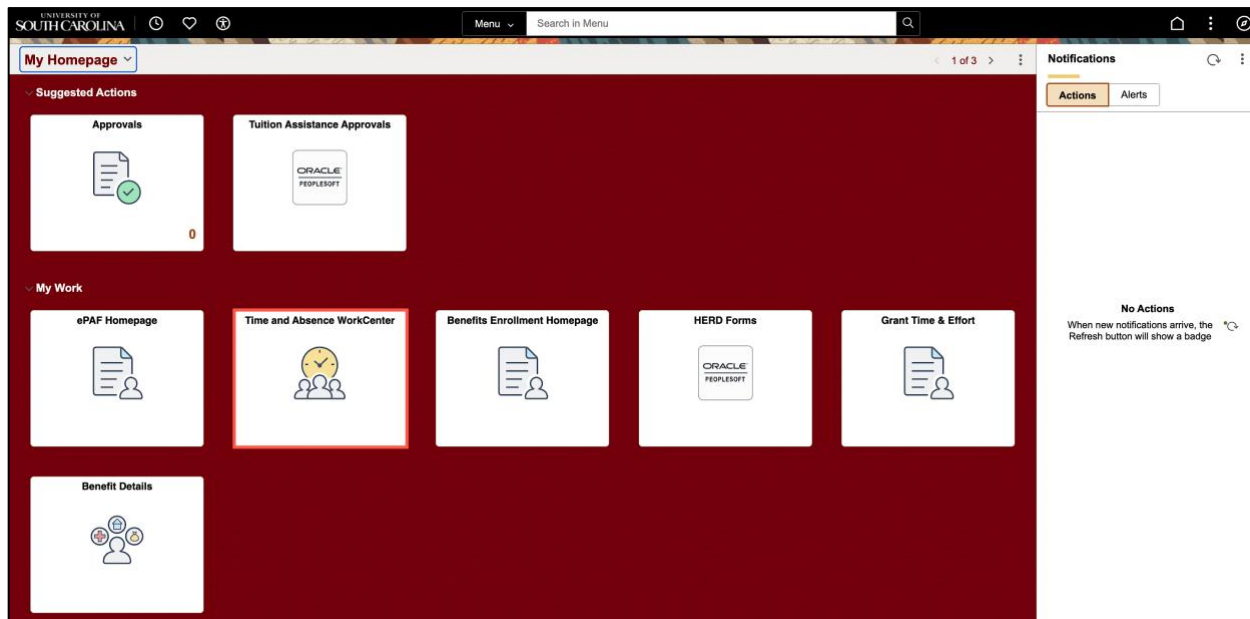 UNIVERSITY OF
SOUTH CAROLINA
Menu
Search in Menu
My Homepage
1 of 3
Suggested Actions
Approvals
0
Tuition Assistance Approvals
ORACLE
PEOPLESOFT
My Work
ePAF Homepage
Time and Absence WorkCenter
Benefits Enrollment Homepage
HERD Forms
ORACLE
PEOPLESOFT
Grant Time & Effort
Benefit Details
Notifications
Actions
Alerts
No Actions
When new notifications arrive, the
Refresh button will show a badge